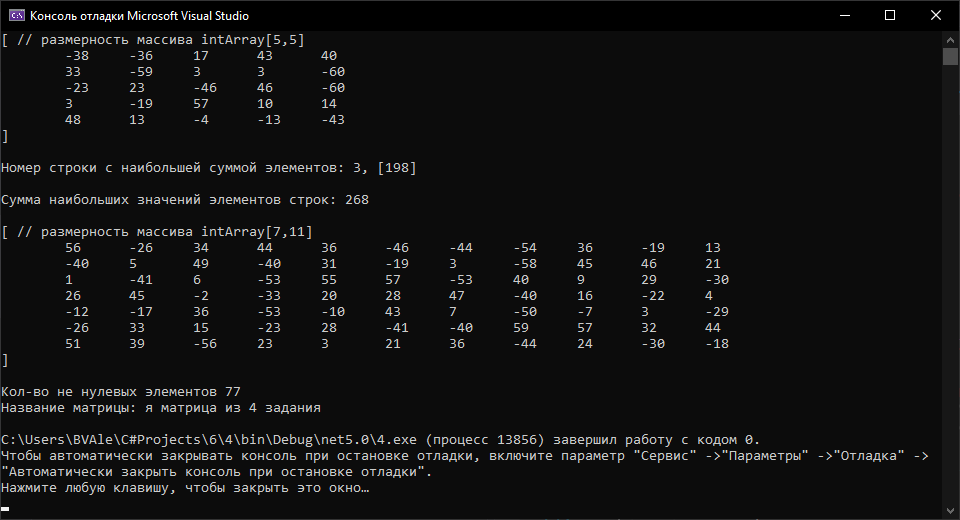 Консоль отладки Microsoft Visual Studio
[ // размерность массива intArray[5,5]
-38 -36 17 43 40
33 -59 3 3 -60
-23 23 -46 46 -60
3 -19 57 10 14
48 13 -4 -13 -43
]
Номер строки с наибольшей суммой элементов: 3, [198]
Сумма наибольших значений элементов строк: 268
[ // размерность массива intArray[7,11]
56 -26 34 44 36 -46 -44 -54 36 -19 13
-40 5 49 -40 31 -19 3 -58 45 46 21
1 -41 6 -53 55 57 -53 40 9 29 -30
26 45 -2 -33 20 28 47 -40 16 -22 4
-12 -17 36 -53 -10 43 7 -50 -7 3 -29
-26 33 15 -23 28 -41 -40 59 57 32 44
51 39 -56 23 3 21 36 -44 24 -30 -18
]
Кол-во не нулевых элементов 77
Название матрицы: я матрица из 4 задания
C:\Users\BVAle\C#Projects\6\4\bin\Debug\net5.0\4.exe (процесс 13856) завершил работу с кодом 0.
Чтобы автоматически закрывать консоль при остановке отладки, включите параметр "Сервис" ->"Параметры" ->"Отладка" ->
"Автоматически закрыть консоль при остановке отладки".
Нажмите любую клавишу, чтобы закрыть это окно…